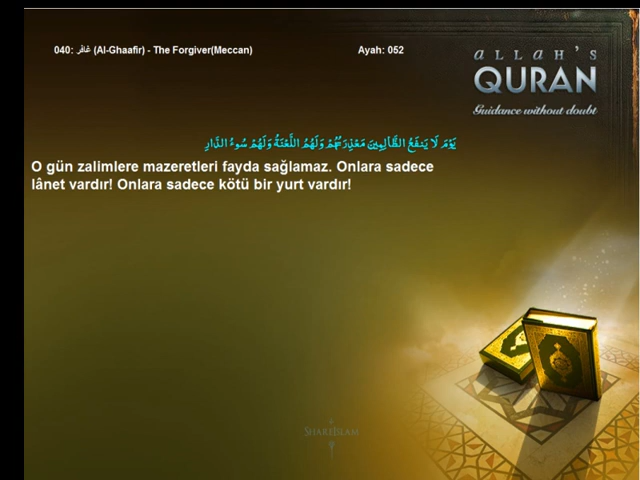 040: غافر (Al-Ghaafir) - The Forgiver(Meccan) Ayah: 052
ALLAH'S
QURAN
Guidance without doubt
يَوْمَ لَا يَنفَعُ الظَّالِمِينَ مَعْذِرَتُهُمْ وَلَهُمُ اللَّعْنَةُ وَلَهُمْ سُوءُ الدَّارِ
O gün zalimlere mazeretleri fayda sağlamaz. Onlara sadece
lânet vardır! Onlara sadece kötü bir yurt vardır!
SHAREISLAM